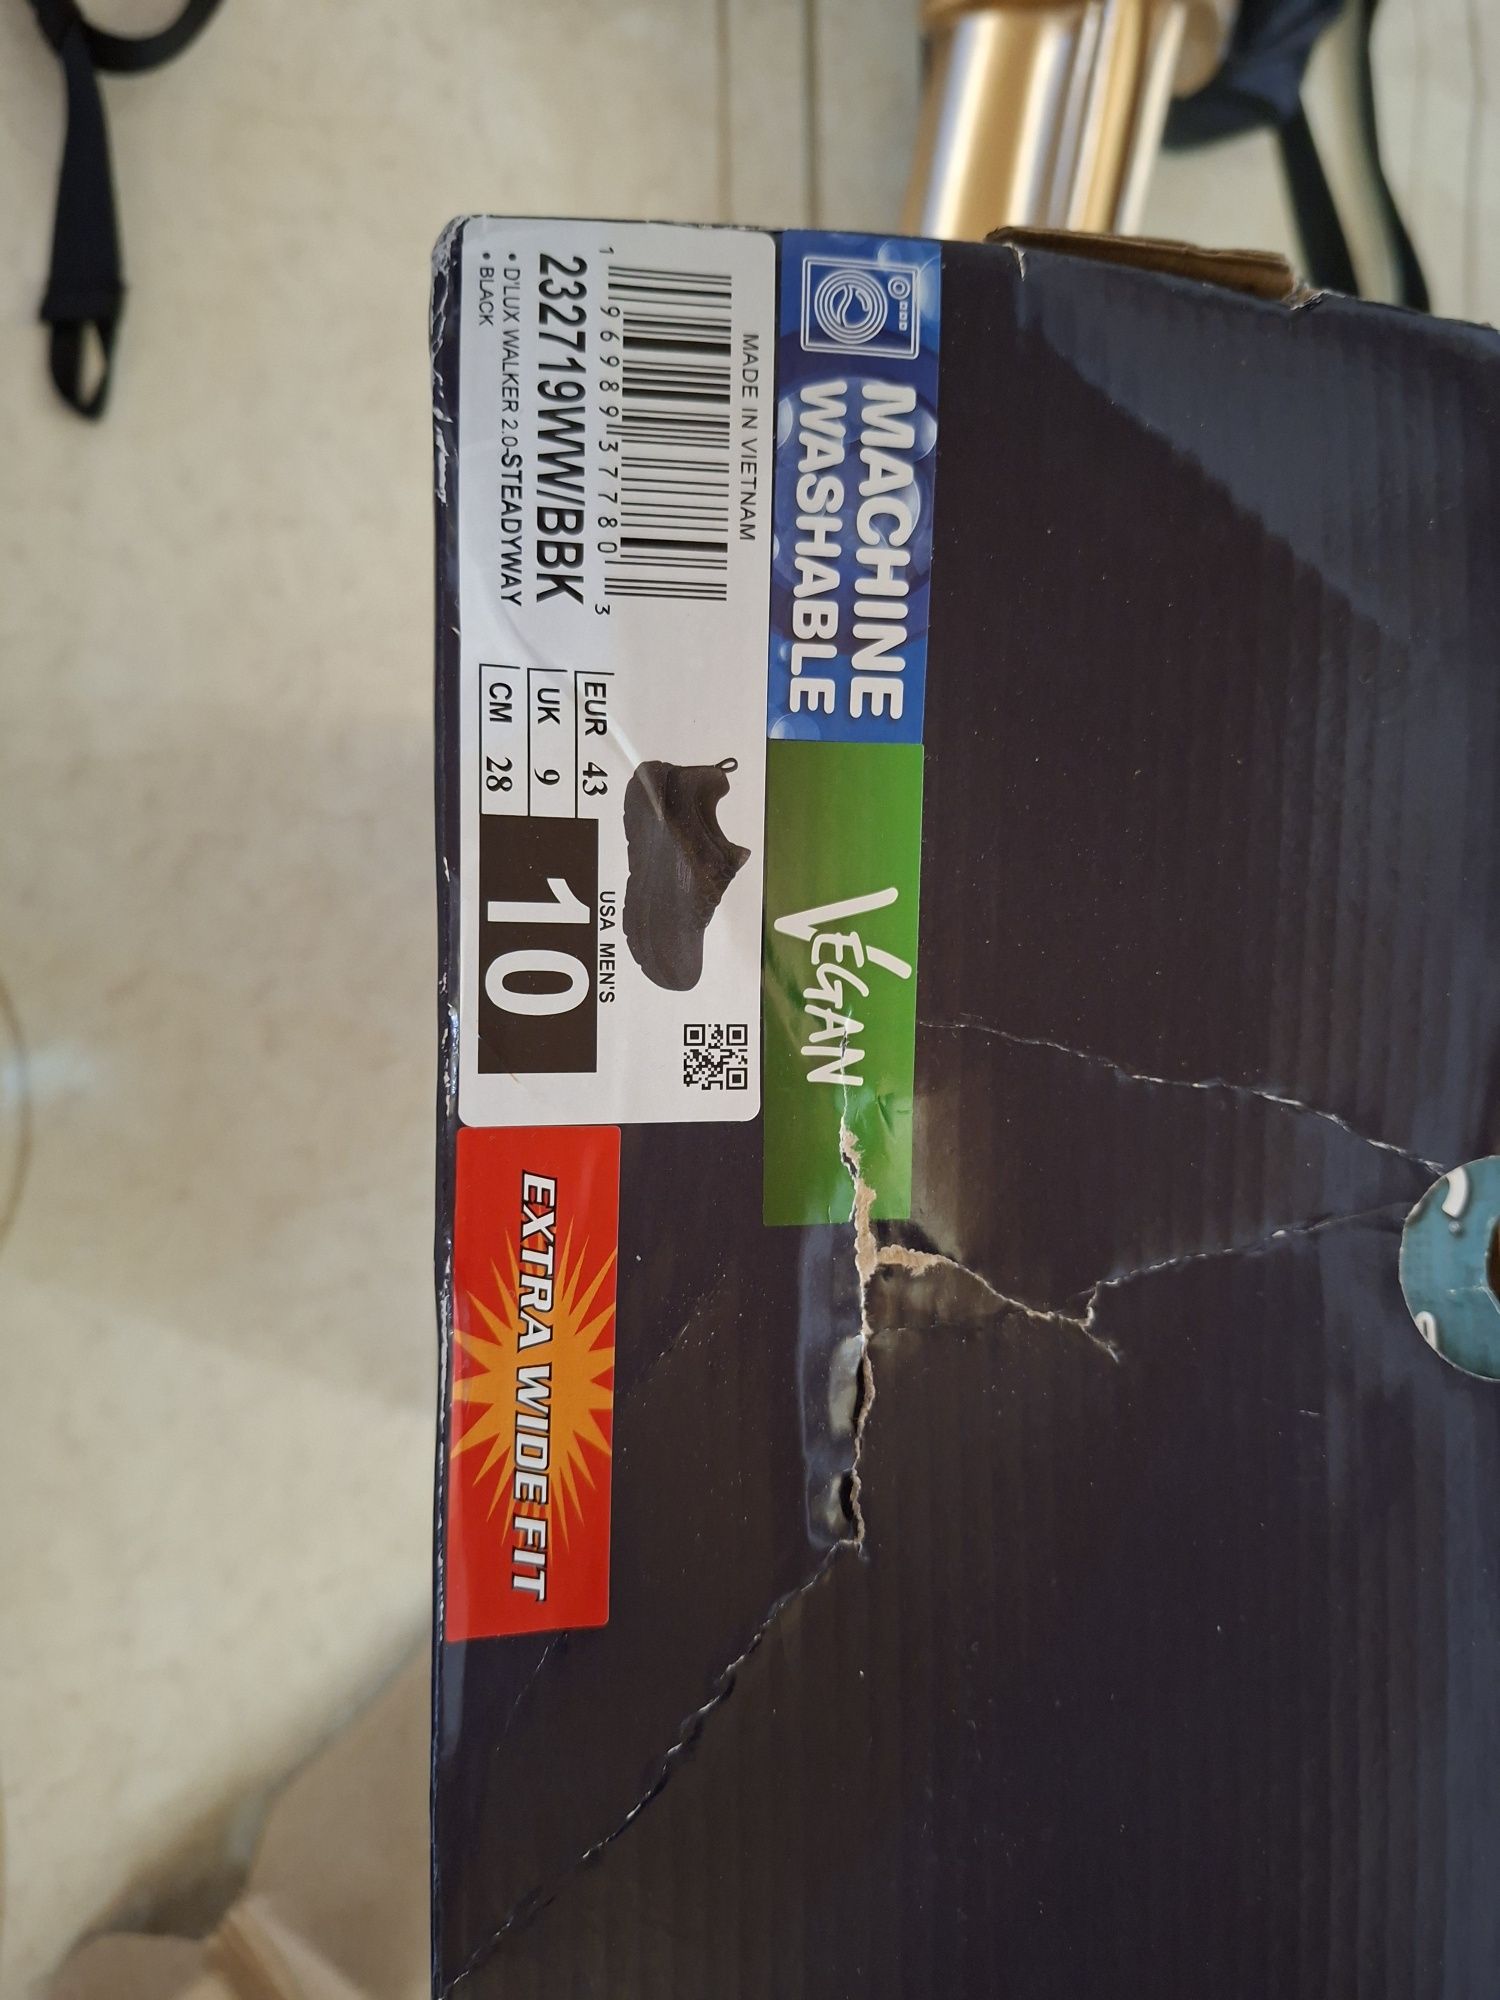 MACHINE
WASHABLE
VÉGAN
MADE IN VIETNAM
1 96989 37780 3
232719WW/BBK
• D'LUX WALKER 2.0-STEADYWAY
• BLACK
EUR 43
UK 9
CM 28
USA MEN'S
10
EXTRA WIDE FIT